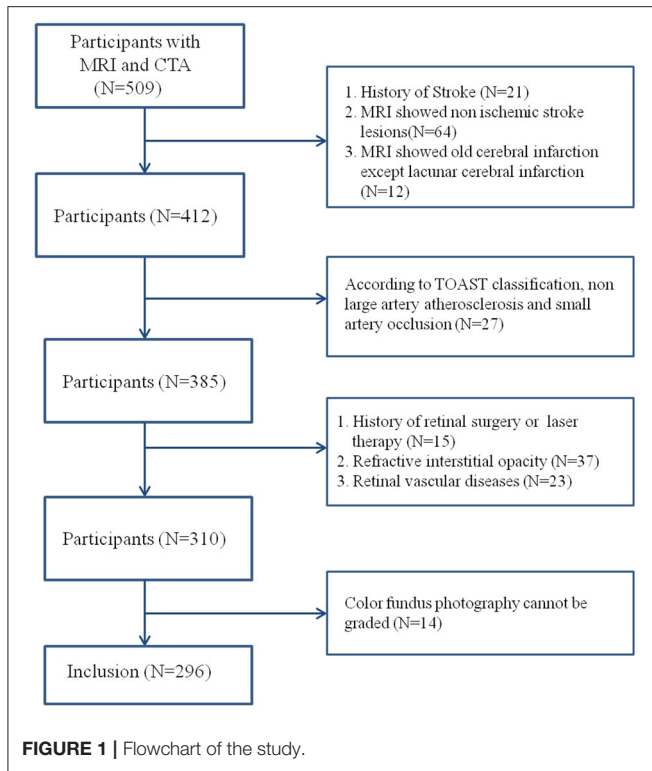 Participants with
MRI and CTA
(N=509)
1. History of Stroke (N=21)
2. MRI showed non ischemic stroke
lesions(N=64)
3. MRI showed old cerebral infarction
except lacunar cerebral infarction
(N=12)
Participants (N=412)
According to TOAST classification, non
large artery atherosclerosis and small
artery occlusion (N=27)
Participants (N=385)
1. History of retinal surgery or laser
therapy (N=15)
2. Refractive interstitial opacity (N=37)
3. Retinal vascular diseases (N=23)
Participants (N=310)
Color fundus photography cannot be
graded (N=14)
Inclusion (N=296)
FIGURE 1 | Flowchart of the study.